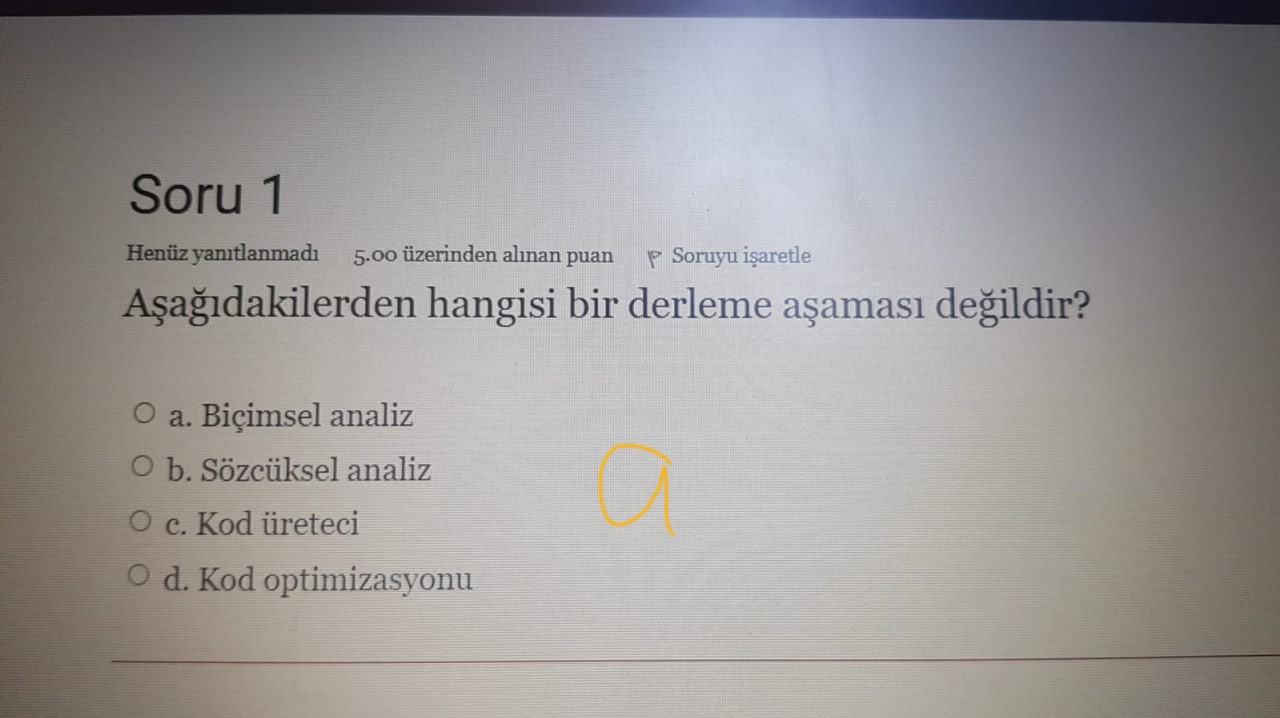 Soru 1
Henüz yanıtlanmadı 5.00 üzerinden alınan puan Soruyu işaretle
Aşağıdakilerden hangisi bir derleme aşaması değildir?
a. Biçimsel analiz
b. Sözcüksel analiz
a
c. Kod üreteci
d. Kod optimizasyonu